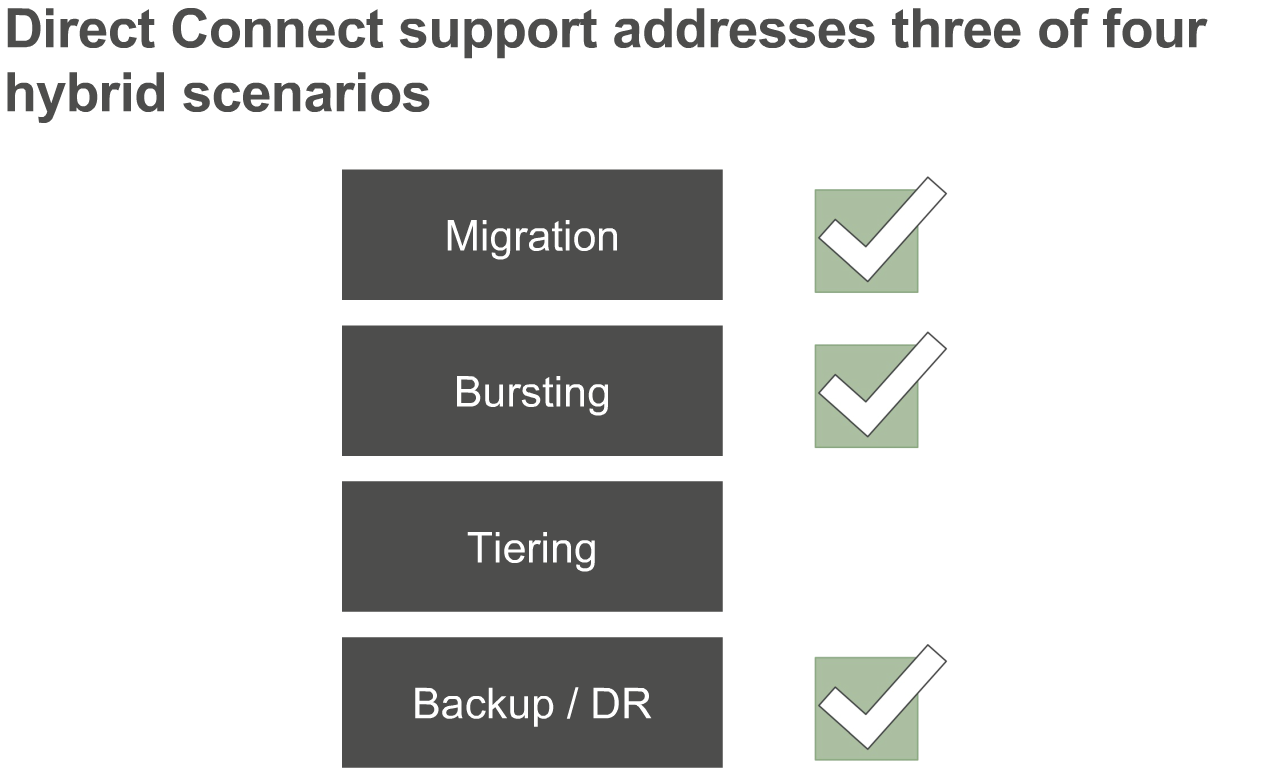 Direct Connect support addresses three of four
hybrid scenarios
Migration
Bursting
Tiering
Backup / DR